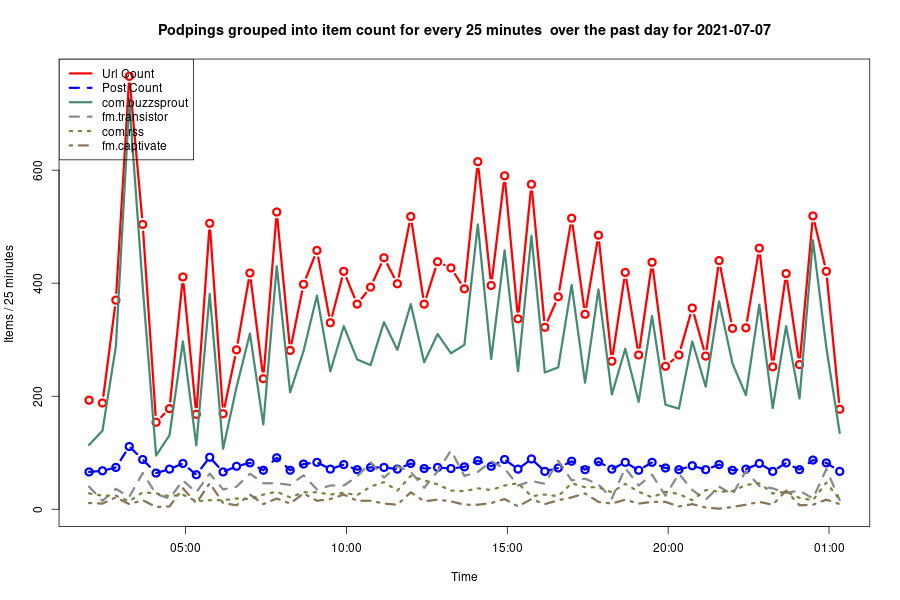 Podpings grouped into item count for every 25 minutes  over the past day for 2021-07-07
Url Count
Post Count
com.buzzsprout
fm.transistor
com.rss
fm.captivate
Items / 25 minutes
600
400
200
0
05:00
10:00
15:00
20:00
01:00
Time